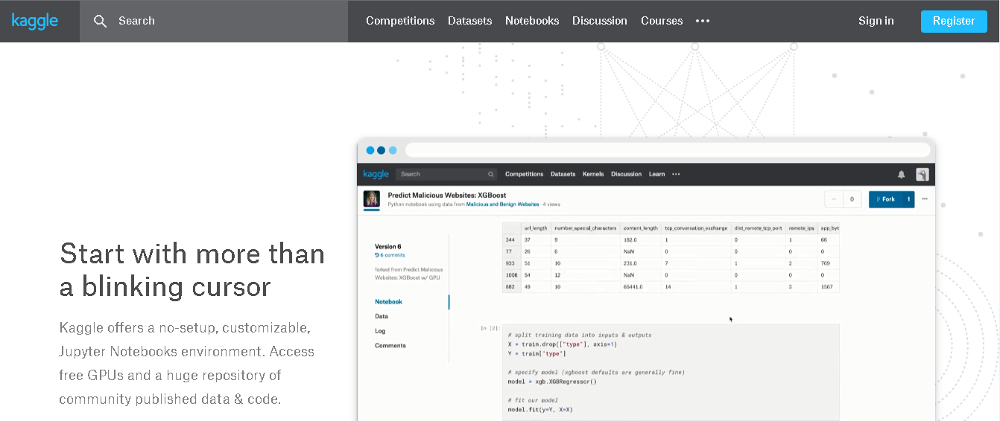 kaggle
Search
Competitions Datasets Notebooks Discussion Courses •••
Sign in
Register
kaggle
Search
Competitions Datasets Kernels Discussion Learn •••
Predict Malicious Websites: XGBoost
Python notebook using data from Malicious and Benign Websites · 4 views
0
Fork 1
•••
Start with more than
a blinking cursor
Kaggle offers a no-setup, customizable,
Jupyter Notebooks environment. Access
free GPUs and a huge repository of
community published data & code.
Version 6
6 commits
forked from Predict Malicious
Websites: XGBoost w/ GPU
Notebook
Data
Log
Comments
url_length number_special_characters content_length tcp_conversation_exchange dist_remote_tcp_port remote_ips app_byt
344 37 9 162.0 1 0 1 66
77 26 6 NaN 0 0 0 0
933 51 10 231.0 7 1 2 769
1008 54 12 NaN 0 0 0 0
882 49 10 66441.0 14 1 3 1567
In [2]:
# split training data into inputs & outputs
X = train.drop(["type"], axis=1)
Y = train["type"]
# specify model (xgboost defaults are generally fine)
model = xgb.XGBRegressor()
# fit our model
model.fit(y=Y, X=X)